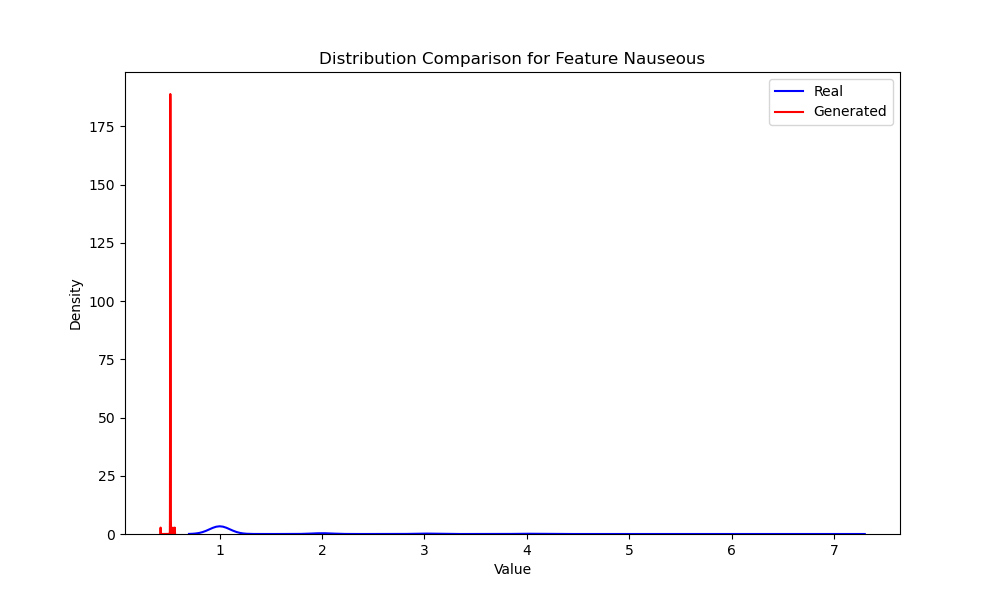 Distribution Comparison for Feature Nauseous
Real
Generated
175
150
125
100
75
50
25
0
Density
1 2 3 4 5 6 7
Value